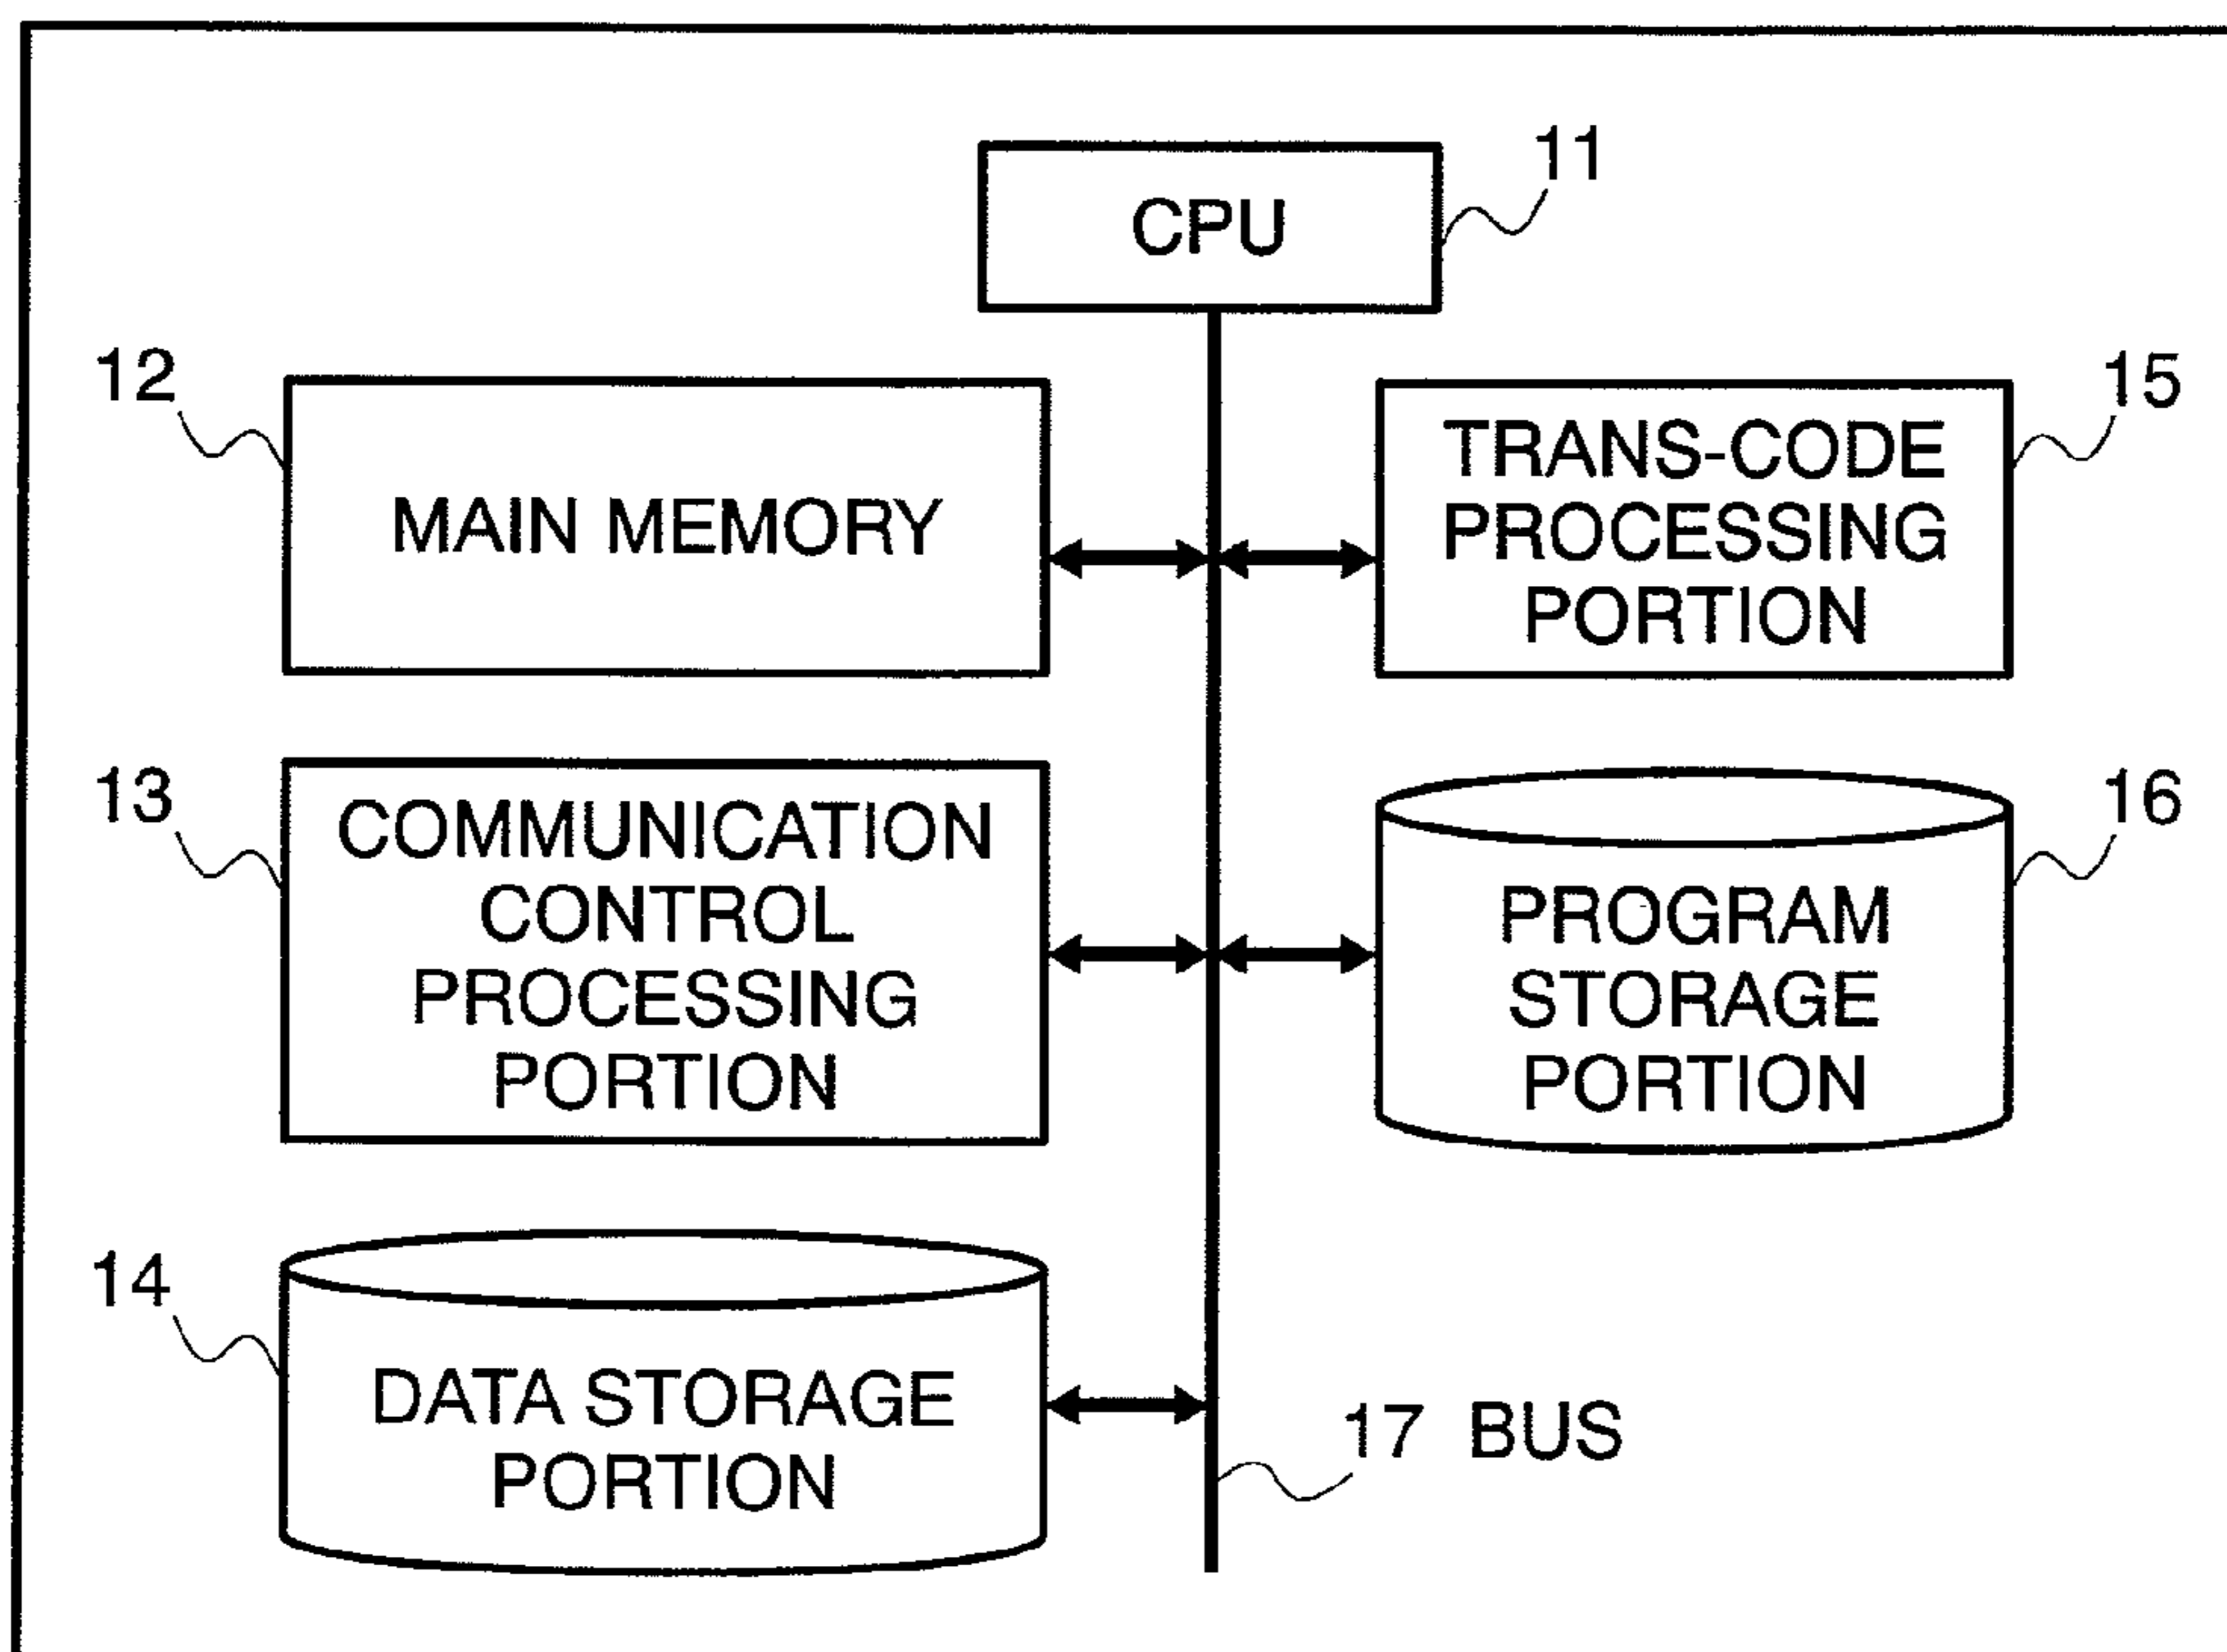 11
CPU
12
MAIN MEMORY
15
TRANS-CODE
PROCESSING
PORTION
13
COMMUNICATION
CONTROL
PROCESSING
PORTION
16
PROGRAM
STORAGE
PORTION
14
DATA STORAGE
PORTION
17 BUS